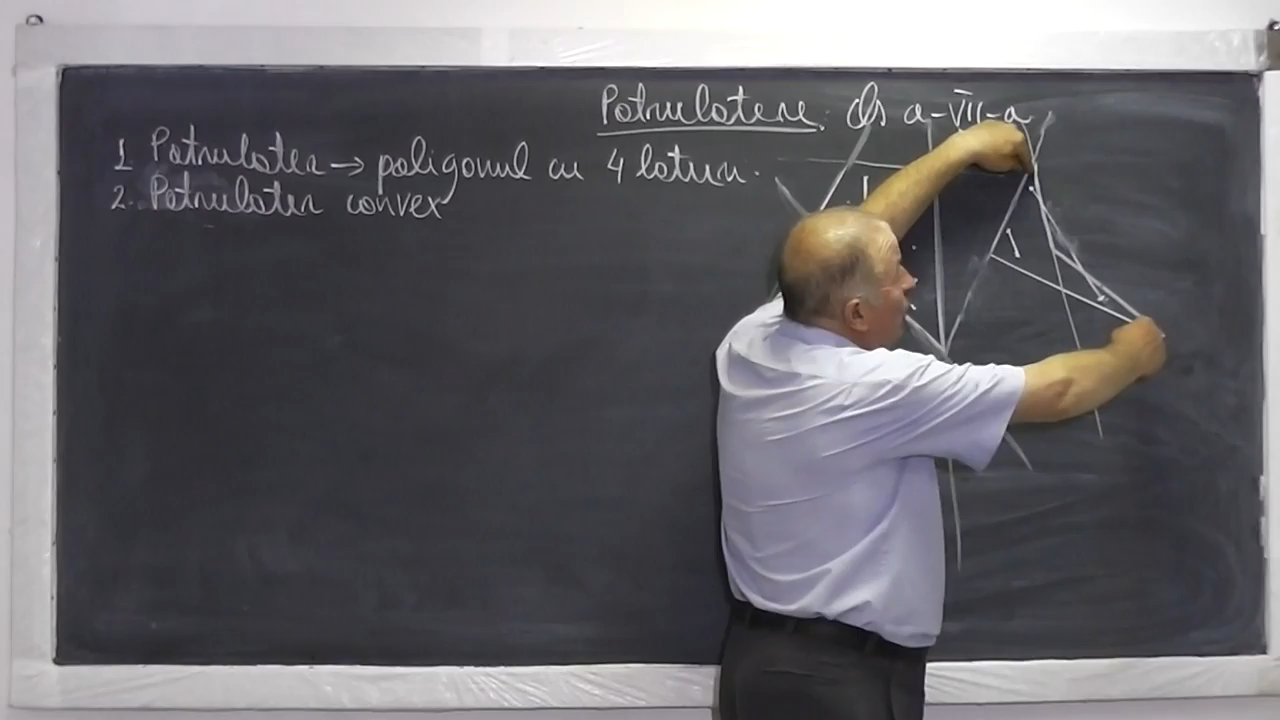 Patrulatere. Cls a-VII-a
1. Patrulater → poligonul cu 4 laturi.
2. Patrulater convex